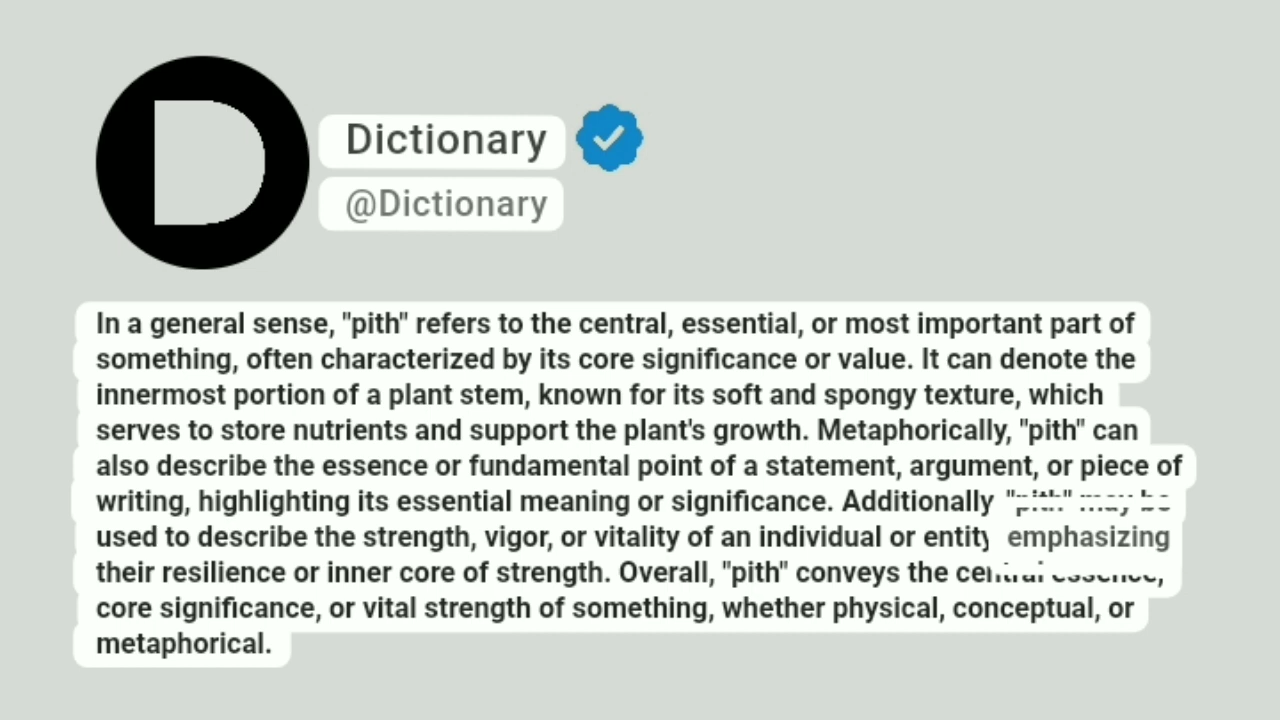 D
Dictionary
@Dictionary
In a general sense, "pith" refers to the central, essential, or most important part of
something, often characterized by its core significance or value. It can denote the
innermost portion of a plant stem, known for its soft and spongy texture, which
serves to store nutrients and support the plant's growth. Metaphorically, "pith" can
also describe the essence or fundamental point of a statement, argument, or piece of
writing, highlighting its essential meaning or significance. Additionally "pith" may be
used to describe the strength, vigor, or vitality of an individual or entity emphasizing
their resilience or inner core of strength. Overall, "pith" conveys the central essence,
core significance, or vital strength of something, whether physical, conceptual, or
metaphorical.